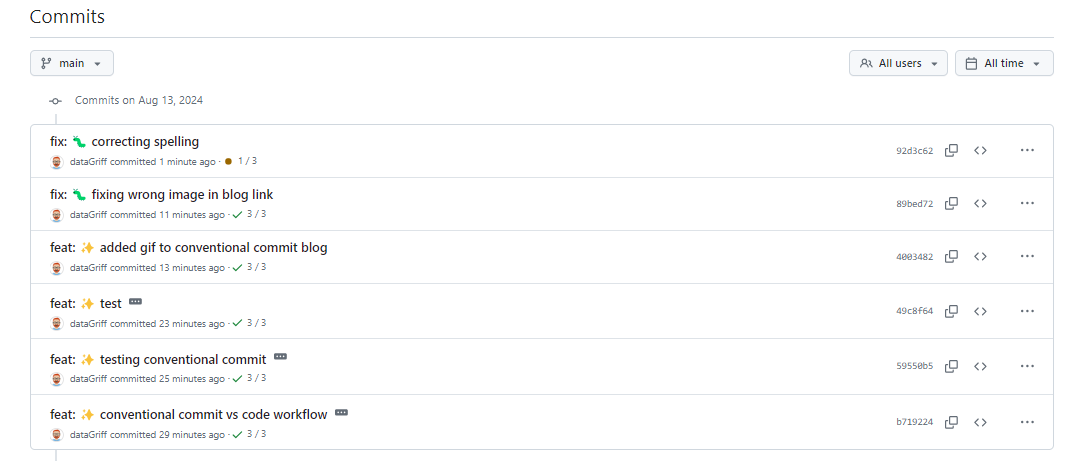 Commits
main
All users
All time
Commits on Aug 13, 2024
fix: 🐛 correcting spelling
dataGriff committed 1 minute ago · 1 / 3
92d3c62
fix: 🐛 fixing wrong image in blog link
dataGriff committed 11 minutes ago · 3 / 3
89bed72
feat: ✨ added gif to conventional commit blog
dataGriff committed 13 minutes ago · 3 / 3
4003482
feat: ✨ test
dataGriff committed 23 minutes ago · 3 / 3
49c8f64
feat: ✨ testing conventional commit
dataGriff committed 25 minutes ago · 3 / 3
59550b5
feat: ✨ conventional commit vs code workflow
dataGriff committed 29 minutes ago · 3 / 3
b719224